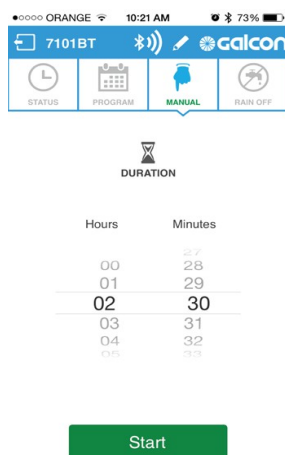 ORANGE 10:21 AM 73%
7101BT galcon
STATUS PROGRAM MANUAL RAIN OFF
DURATION
Hours Minutes
27
00 28
01 29
02 30
03 31
04 32
05 33
Start